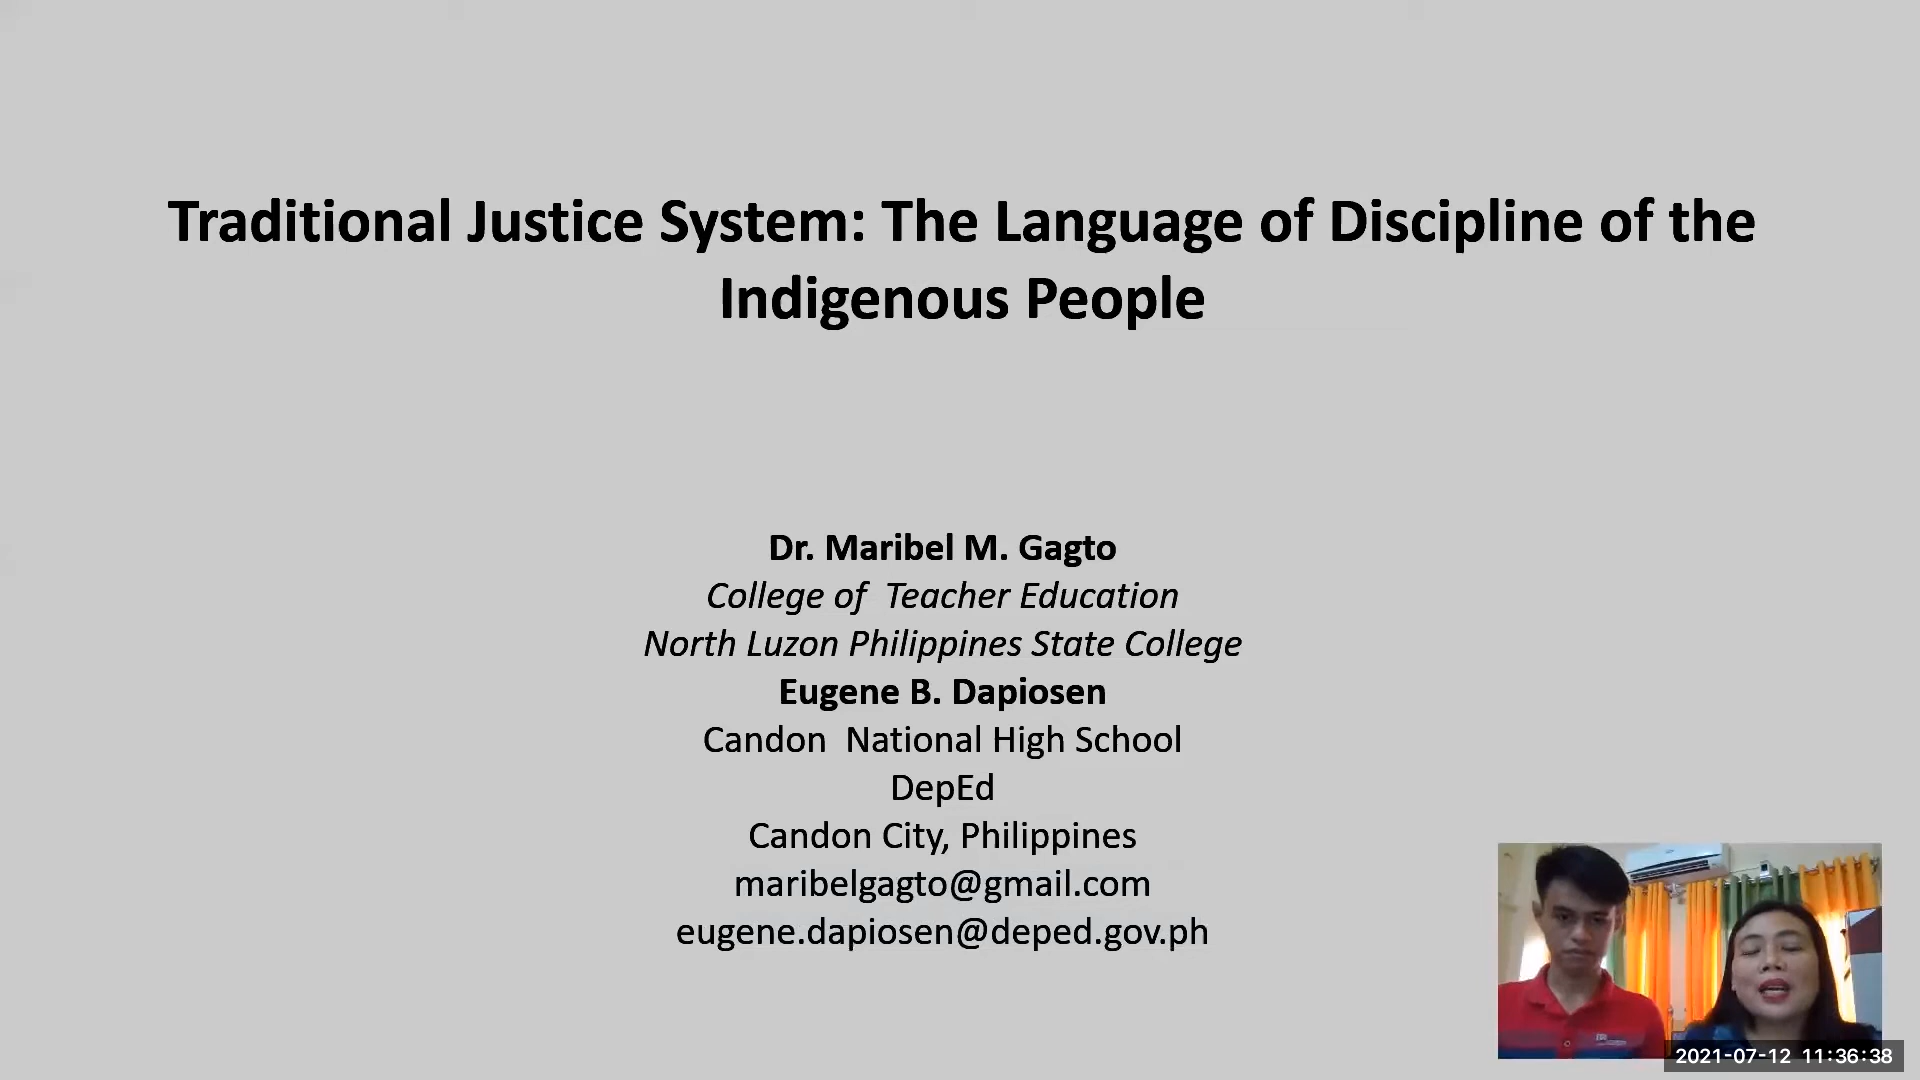 Traditional Justice System: The Language of Discipline of the
Indigenous People
Dr. Maribel M. Gagto
College of  Teacher Education
North Luzon Philippines State College
Eugene B. Dapiosen
Candon  National High School
DepEd
Candon City, Philippines
maribelgagto@gmail.com
eugene.dapiosen@deped.gov.ph
2021-07-12 11:36:38